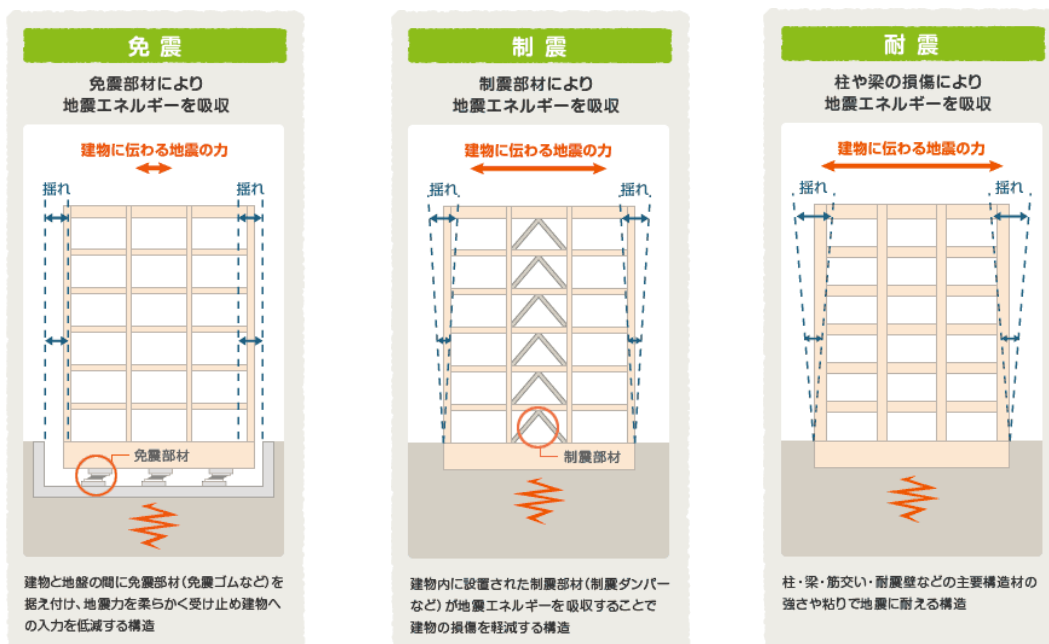 免震
免震部材により
地震エネルギーを吸収
建物に伝わる地震の力
揺れ
揺れ
免震部材
建物と地盤の間に免震部材(免震ゴムなど)を
据え付け、地震力を柔らかく受け止め建物へ
の入力を低減する構造
制震
制震部材により
地震エネルギーを吸収
建物に伝わる地震の力
揺れ
揺れ
制震部材
建物内に設置された制震部材(制震ダンパー
など)が地震エネルギーを吸収することで
建物の損傷を軽減する構造
耐震
柱や梁の損傷により
地震エネルギーを吸収
建物に伝わる地震の力
揺れ
揺れ
柱・梁・筋交い・耐震壁などの主要構造材の
強さや粘りで地震に耐える構造